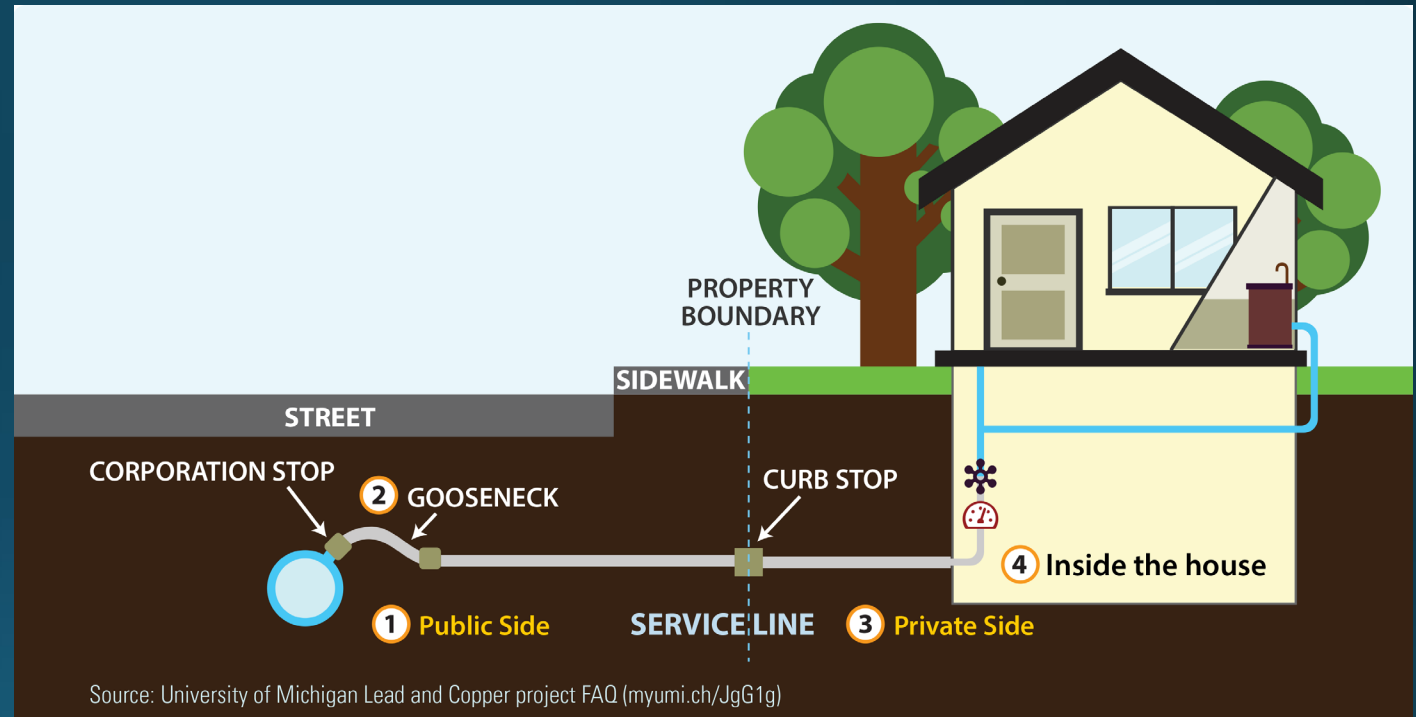 PROPERTY
BOUNDARY
SIDEWALK
STREET
CORPORATION STOP
2 GOOSENECK
CURB STOP
4 Inside the house
1 Public Side
SERVICE LINE
3 Private Side
Source: University of Michigan Lead and Copper project FAQ (myumi.ch/JgG1g)